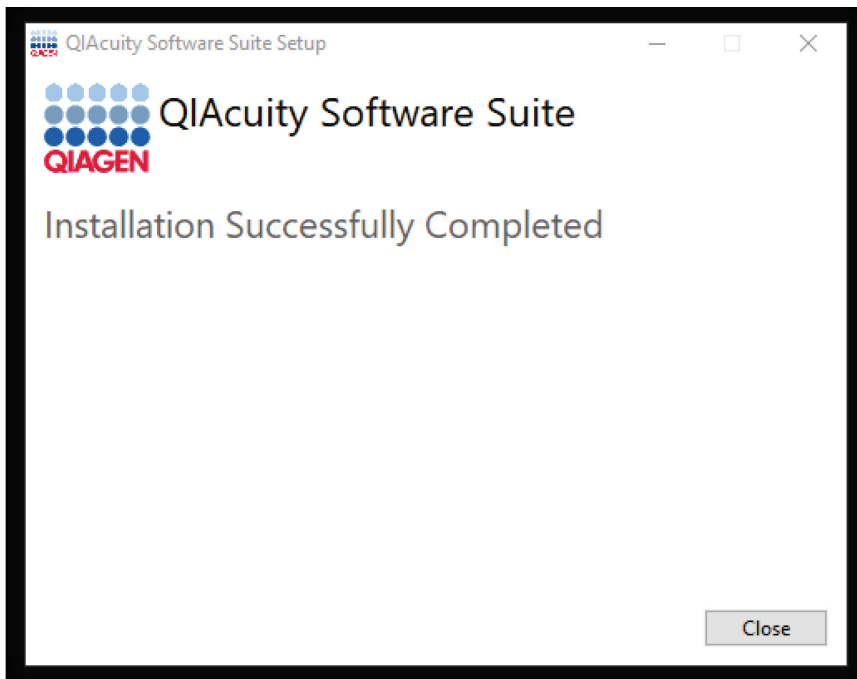 QIAcuity Software Suite Setup
QIAcuity Software Suite
QIAGEN
Installation Successfully Completed
Close